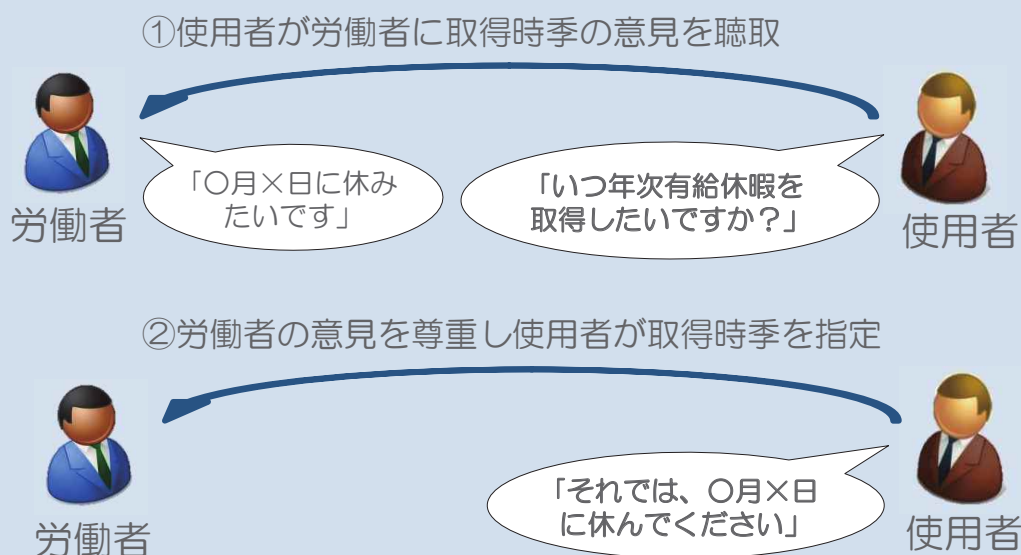 ①使用者が労働者に取得時季の意見を聴取
「〇月×日に休み
たいです」
「いつ年次有給休暇を
取得したいですか?」
労働者
使用者
②労働者の意見を尊重し使用者が取得時季を指定
「それでは、〇月×日
に休んでください」
労働者
使用者